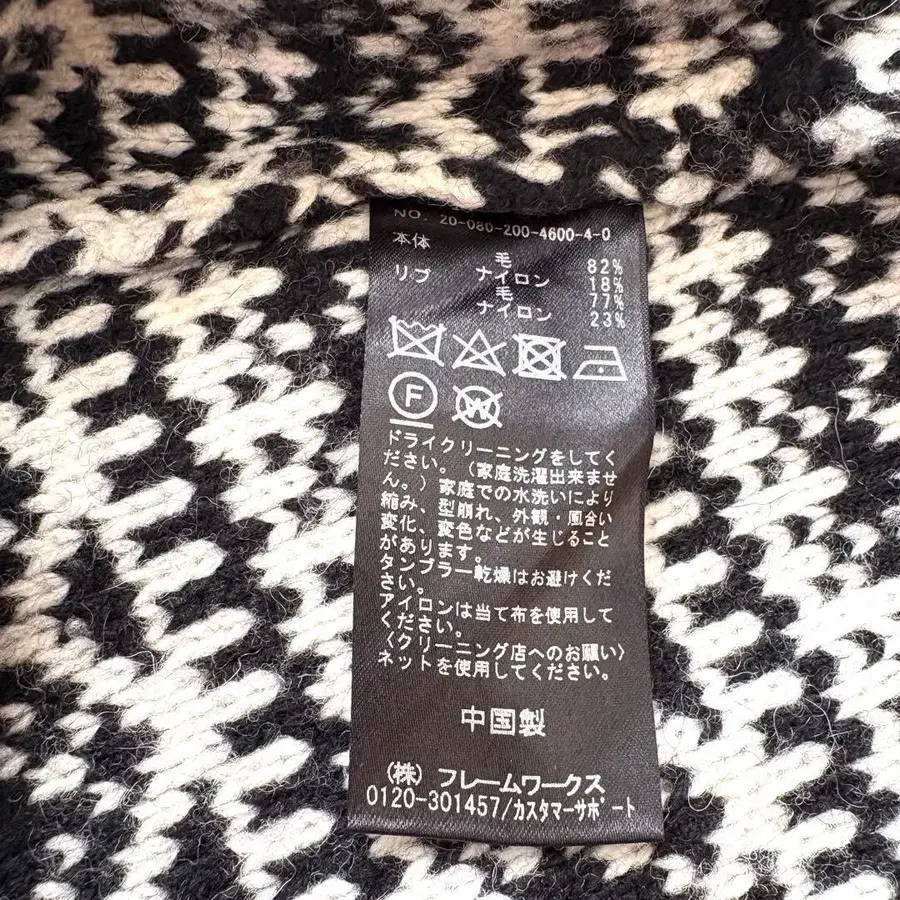 NO. 20-080-200-4600-4-0
本体 毛 82%
ナイロン 18%
リブ 毛 77%
ナイロン 23%
F
W
ドライクリーニングをしてく
ださい。（家庭洗濯出来ませ
ん。）家庭での水洗いにより
縮み、型崩れ、外観・風合い
変化、変色などが生じること
があります。
タンブラー乾燥はお避けくだ
さい。
アイロンは当て布を使用して
ください。
〈クリーニング店へのお願い〉
ネットを使用してください。
中国製
（株）フレームワークス
0120-301457/カスタマーサポート